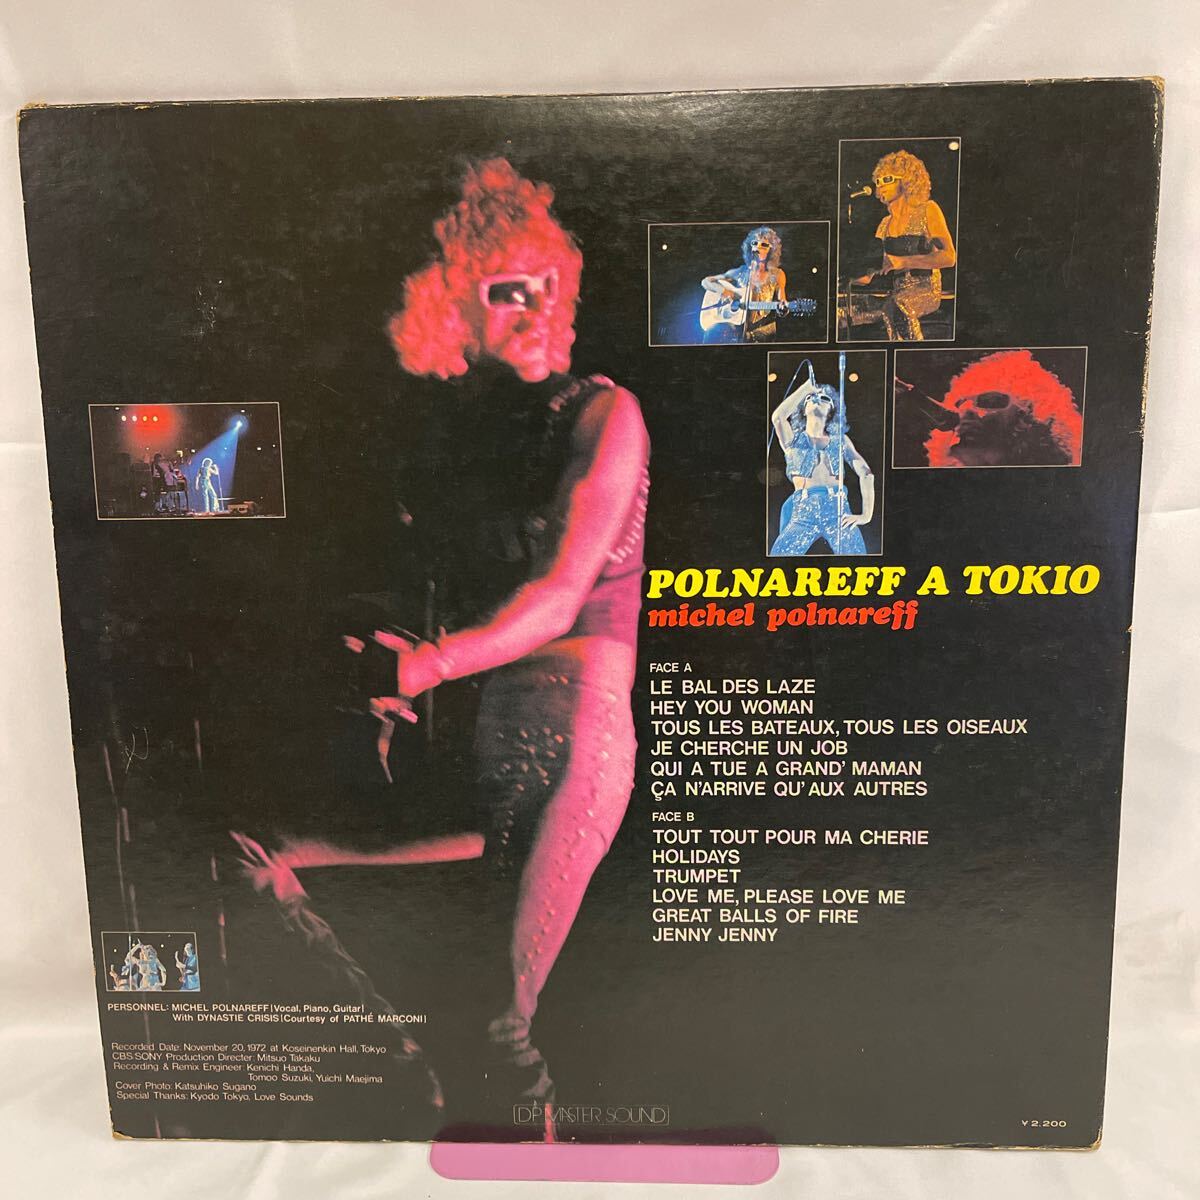 POLNAREFF A TOKIO
michel polnareff
FACE A
LE BAL DES LAZE
HEY YOU WOMAN
TOUS LES BATEAUX, TOUS LES OISEAUX
JE CHERCHE UN JOB
QUI A TUE A GRAND' MAMAN
ÇA N'ARRIVE QU' AUX AUTRES
FACE B
TOUT TOUT POUR MA CHERIE
HOLIDAYS
TRUMPET
LOVE ME, PLEASE LOVE ME
GREAT BALLS OF FIRE
JENNY JENNY
PERSONNEL: MICHEL POLNAREFF [Vocal, Piano, Guitar]
With DYNASTIE CRISIS [Courtesy of PATHÉ MARCONI]
Recorded Date: November 20, 1972 at Koseinenkin Hall, Tokyo
CBS/SONY Production Directer: Mitsuo Takaku
Recording & Remix Engineer: Kenichi Handa,
Tomoo Suzuki, Yuichi Maejima
Cover Photo: Katsuhiko Sugano
Special Thanks: Kyodo Tokyo, Love Sounds
DP MASTER SOUND
¥2,200